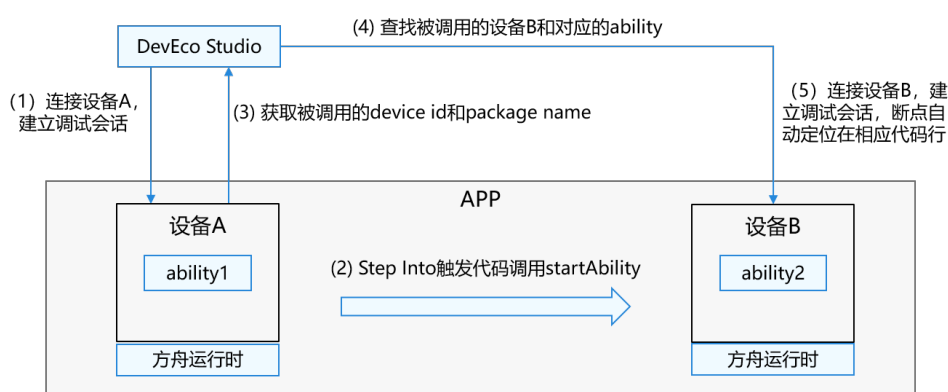 (4) 查找被调用的设备B和对应的ability
DevEco Studio
(1）连接设备A，
建立调试会话
(3) 获取被调用的device id和package name
(5）连接设备B，建
立调试会话，断点自
动定位在相应代码行
APP
设备A
ability1
方舟运行时
(2) Step Into触发代码调用startAbility
设备B
ability2
方舟运行时